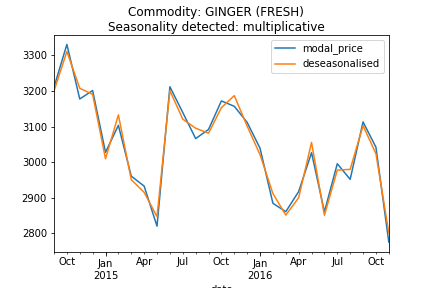 Commodity: GINGER (FRESH)
Seasonality detected: multiplicative
modal_price
deseasonalised
3300
3200
3100
3000
2900
2800
Oct Jan Apr Jul Oct Jan Apr Jul Oct
2015 2016